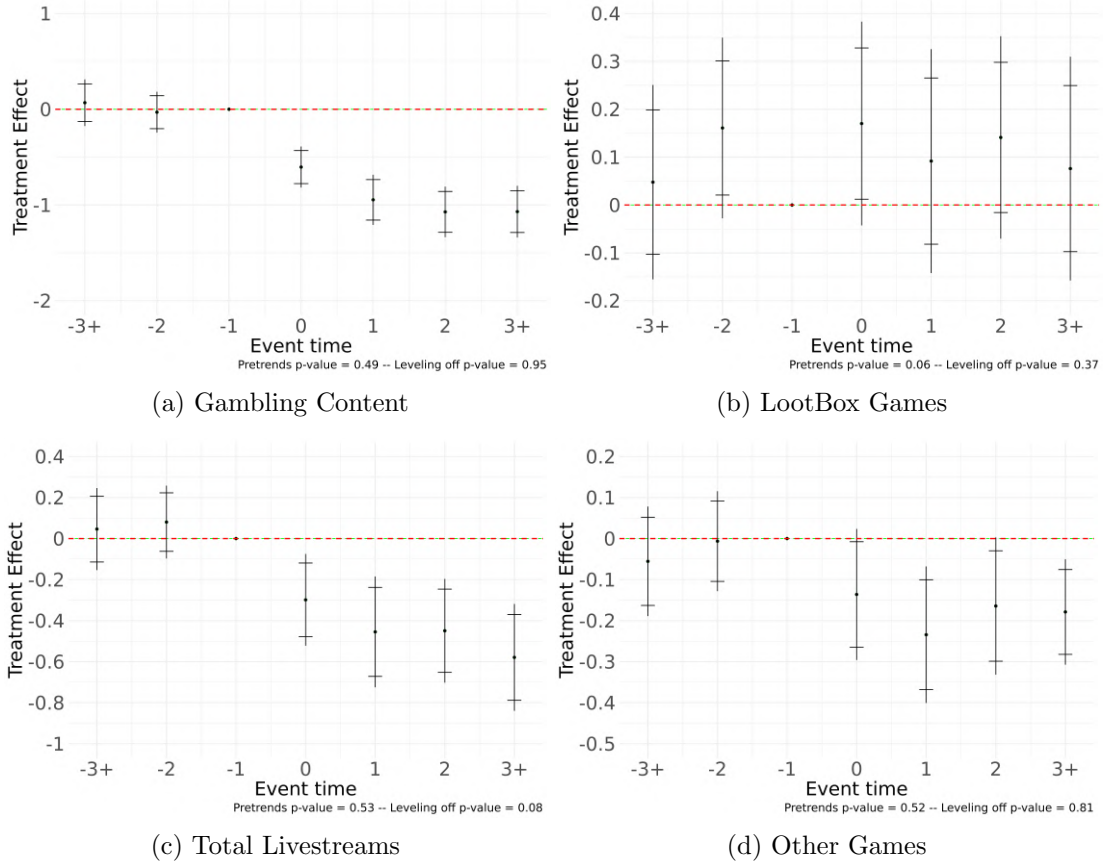 1
0
-1
-2
Treatment Effect
-3+ -2 -1 0 1 2 3+
Event time
Pretrends p-value = 0.49 -- Leveling off p-value = 0.95
(a) Gambling Content
0.4
0.3
0.2
0.1
0
-0.1
-0.2
Treatment Effect
-3+ -2 -1 0 1 2 3+
Event time
Pretrends p-value = 0.06 -- Leveling off p-value = 0.37
(b) LootBox Games
0.4
0.2
0
-0.2
-0.4
-0.6
-0.8
-1
Treatment Effect
-3+ -2 -1 0 1 2 3+
Event time
Pretrends p-value = 0.53 -- Leveling off p-value = 0.08
(c) Total Livestreams
0.2
0.1
0
-0.1
-0.2
-0.3
-0.4
-0.5
Treatment Effect
-3+ -2 -1 0 1 2 3+
Event time
Pretrends p-value = 0.52 -- Leveling off p-value = 0.81
(d) Other Games